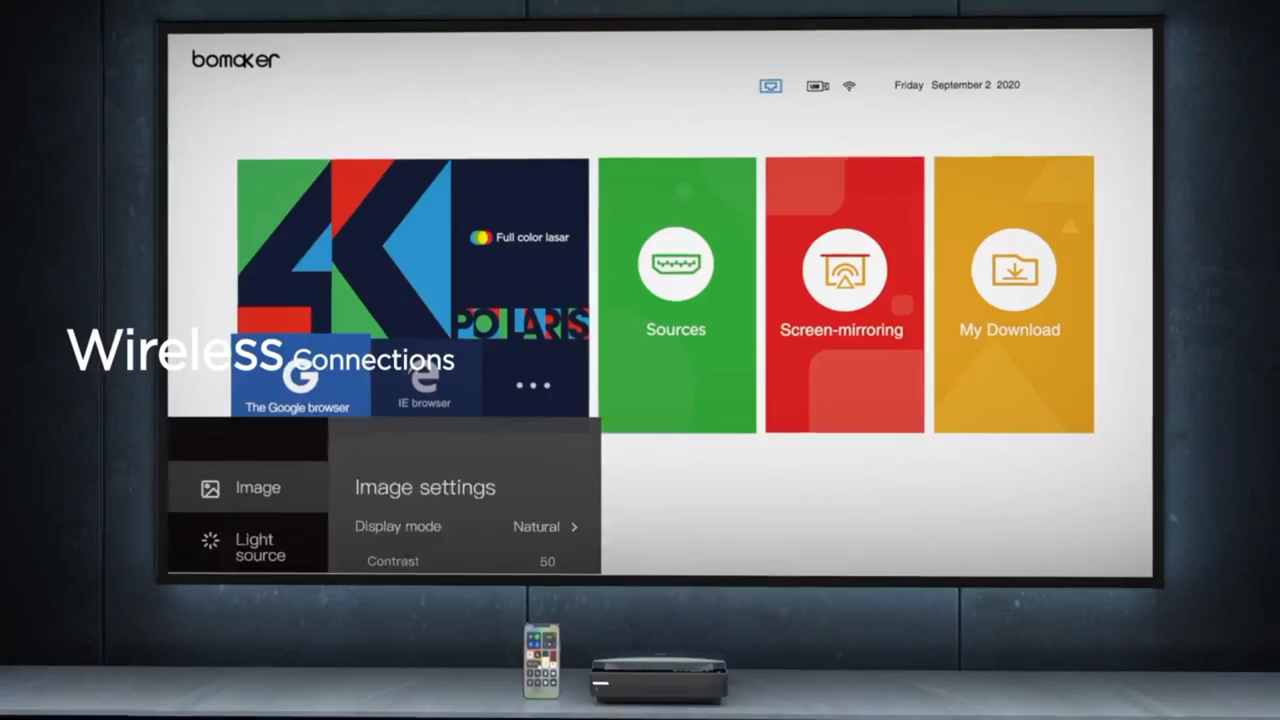 bomaker
Friday September 2 2020
Full color lasar
4K
POLARIS
Sources
Screen-mirroring
My Download
Wireless Connections
The Google browser
IE browser
Image
Image settings
Display mode Natural >
Light source
Contrast 50